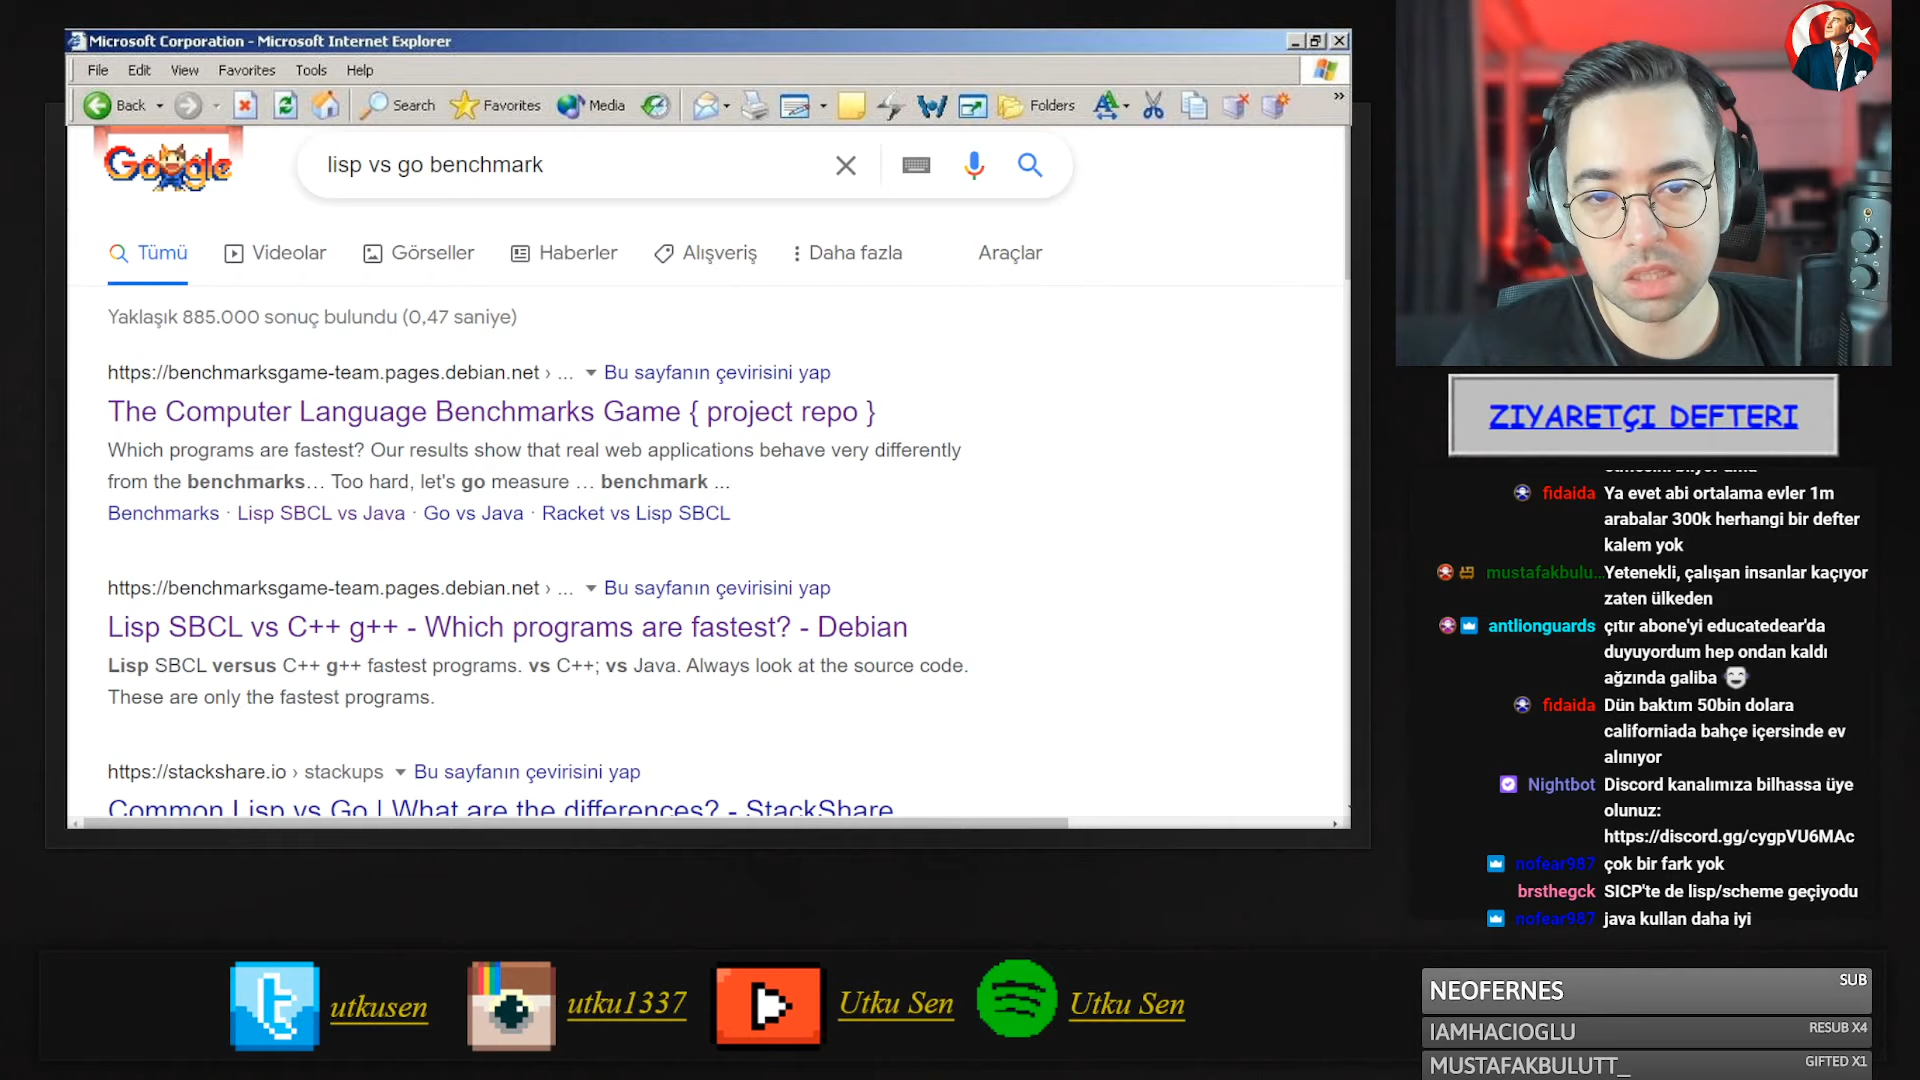 Microsoft Corporation - Microsoft Internet Explorer
File Edit View Favorites Tools Help
Back Search Favorites Media Folders
Google
lisp vs go benchmark
Tümü Videolar Görseller Haberler Alışveriş Daha fazla Araçlar
Yaklaşık 885.000 sonuç bulundu (0,47 saniye)
https://benchmarksgame-team.pages.debian.net › ... Bu sayfanın çevirisini yap
The Computer Language Benchmarks Game { project repo }
Which programs are fastest? Our results show that real web applications behave very differently
from the benchmarks… Too hard, let's go measure … benchmark ...
Benchmarks · Lisp SBCL vs Java · Go vs Java · Racket vs Lisp SBCL
https://benchmarksgame-team.pages.debian.net › ... Bu sayfanın çevirisini yap
Lisp SBCL vs C++ g++ - Which programs are fastest? - Debian
Lisp SBCL versus C++ g++ fastest programs. vs C++; vs Java. Always look at the source code.
These are only the fastest programs.
https://stackshare.io › stackups Bu sayfanın çevirisini yap
Common Lisp vs Go | What are the differences? - StackShare
ZIYARETÇI DEFTERI
fidaida Ya evet abi ortalama evler 1m
arabalar 300k herhangi bir defter
kalem yok
mustafakbulu... Yetenekli, çalışan insanlar kaçıyor
zaten ülkeden
antlionguards çıtır abone'yi educatedear'da
duyuyordum hep ondan kaldı
ağzında galiba
fidaida Dün baktım 50bin dolara
californiada bahçe içersinde ev
alınıyor
Nightbot Discord kanalımıza bilhassa üye
olunuz:
https://discord.gg/cygpVU6MAc
nofear987 çok bir fark yok
brsthegck SICP'te de lisp/scheme geçiyodu
nofear987 java kullan daha iyi
utkusen utku1337 Utku Sen Utku Sen
NEOFERNES SUB
IAMHACIOGLU RESUB X4
MUSTAFAKBULUTT_ GIFTED X1